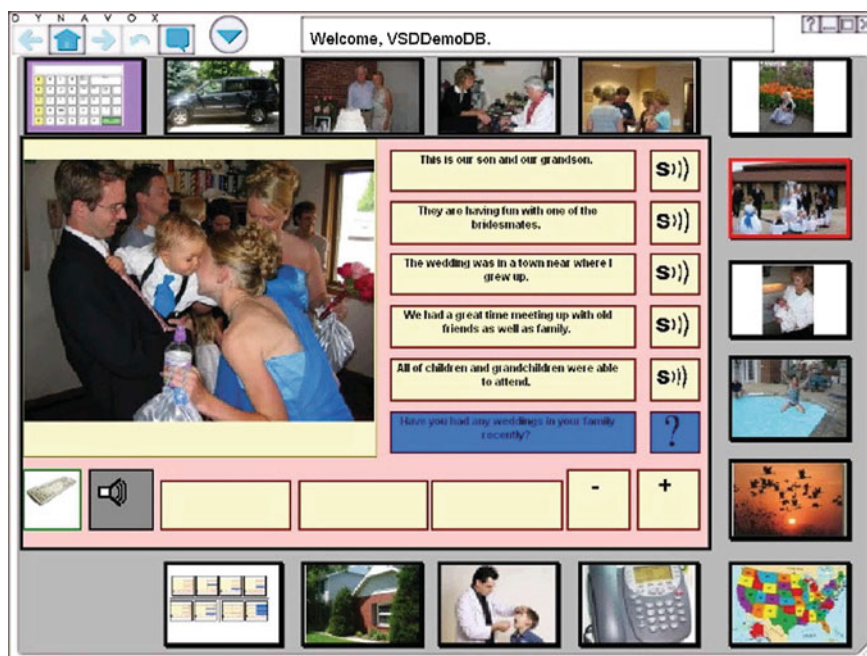 DYNAVOX
Welcome, VSDDemoDB.
This is our son and our grandson.
S
They are having fun with one of the
bridesmates.
S
The wedding was in a town near where I
grew up.
S
We had a great time meeting up with old
friends as well as family.
S
All of children and grandchildren were able
to attend.
S
Have you had any weddings in your family
recently?
?
-
+